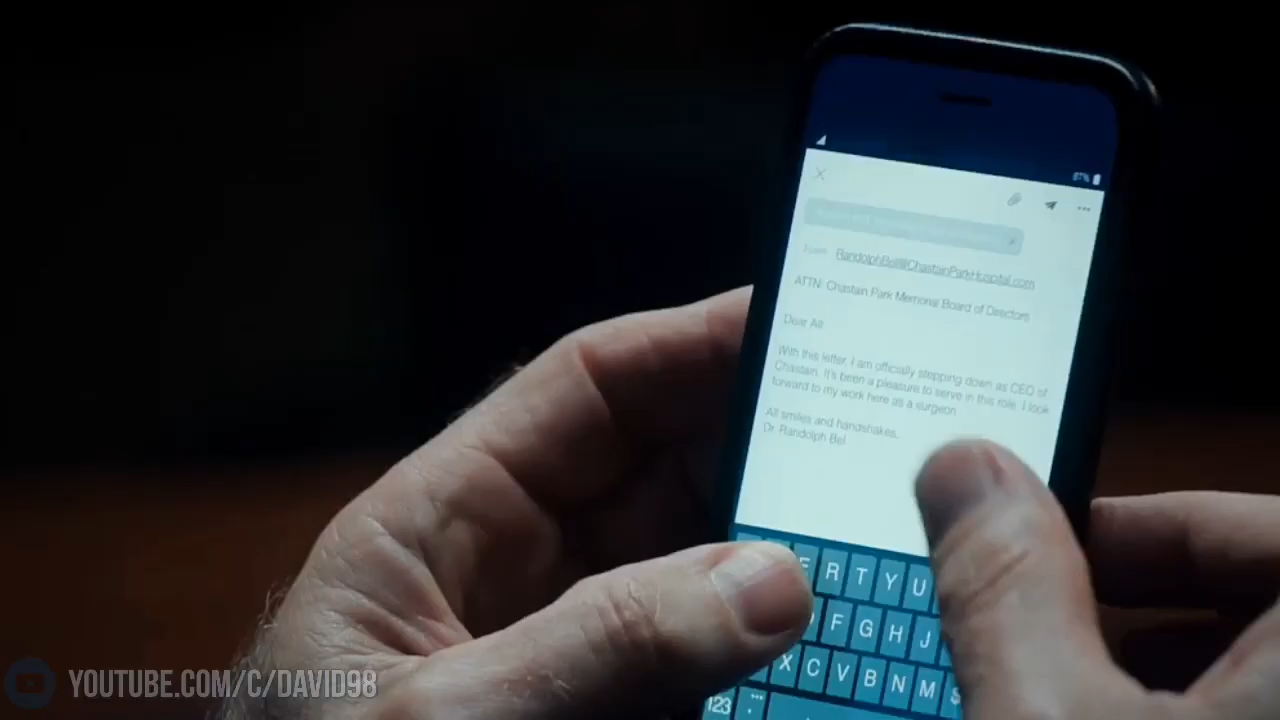 87%
From: RandolphBell@ChastainParkHospital.com
ATTN: Chastain Park Memorial Board of Directors
Dear All:
With this letter, I am officially stepping down as CEO of
Chastain. It's been a pleasure to serve in this role. I look
forward to my work here as a surgeon.
All smiles and handshakes,
Dr. Randolph Bel
E R T Y U
D F G H J
X C V B N M
123
YOUTUBE.COM/C/DAVID98